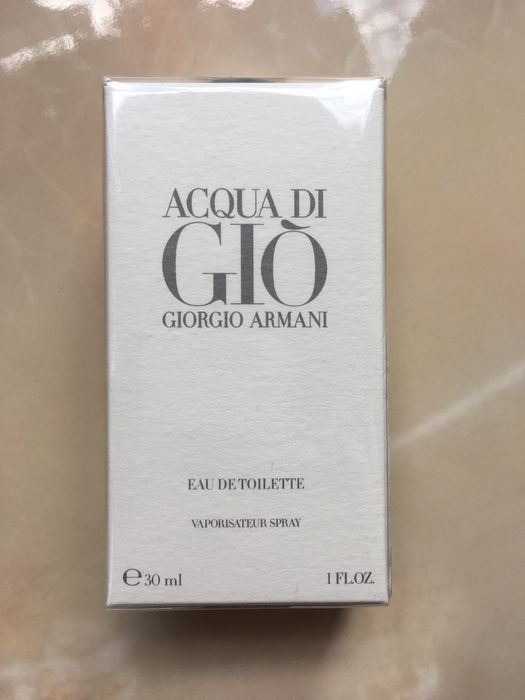 ACQUA DI
GIÒ
GIORGIO ARMANI
EAU DE TOILETTE
VAPORISATEUR SPRAY
℮ 30 ml 1 FL.OZ.